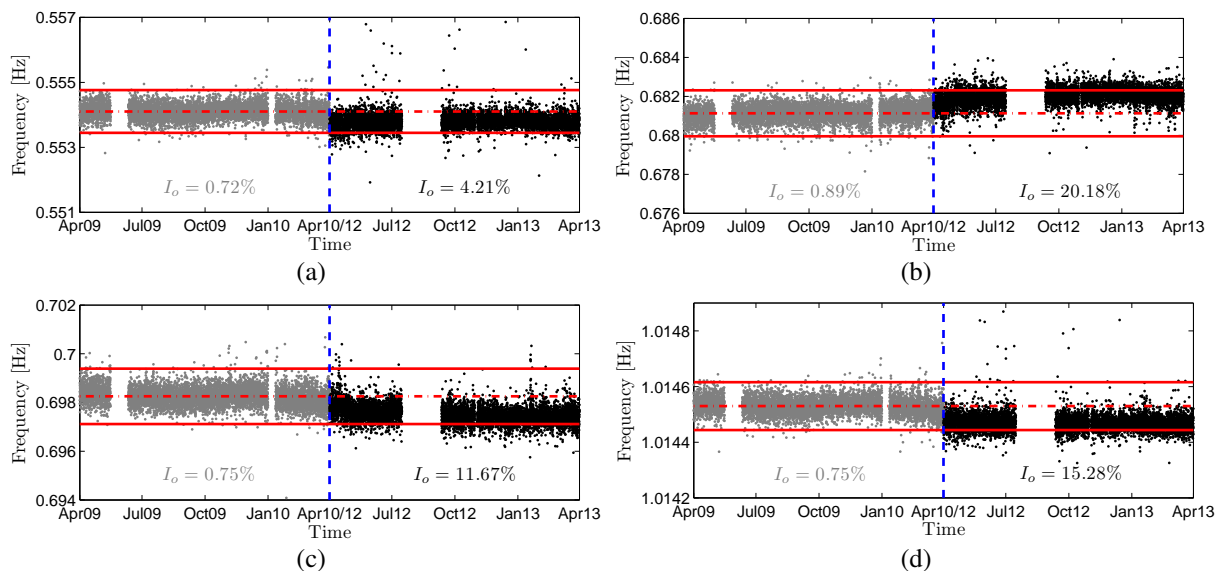 0.557
0.555
0.553
0.551
Frequency [Hz]
I_o = 0.72%
I_o = 4.21%
Apr09 Jul09 Oct09 Jan10 Apr10/12 Jul12 Oct12 Jan13 Apr13
Time
(a)
0.686
0.684
0.682
0.68
0.678
0.676
Frequency [Hz]
I_o = 0.89%
I_o = 20.18%
Apr09 Jul09 Oct09 Jan10 Apr10/12 Jul12 Oct12 Jan13 Apr13
Time
(b)
0.702
0.7
0.698
0.696
0.694
Frequency [Hz]
I_o = 0.75%
I_o = 11.67%
Apr09 Jul09 Oct09 Jan10 Apr10/12 Jul12 Oct12 Jan13 Apr13
Time
(c)
1.0148
1.0146
1.0144
1.0142
Frequency [Hz]
I_o = 0.75%
I_o = 15.28%
Apr09 Jul09 Oct09 Jan10 Apr10/12 Jul12 Oct12 Jan13 Apr13
Time
(d)